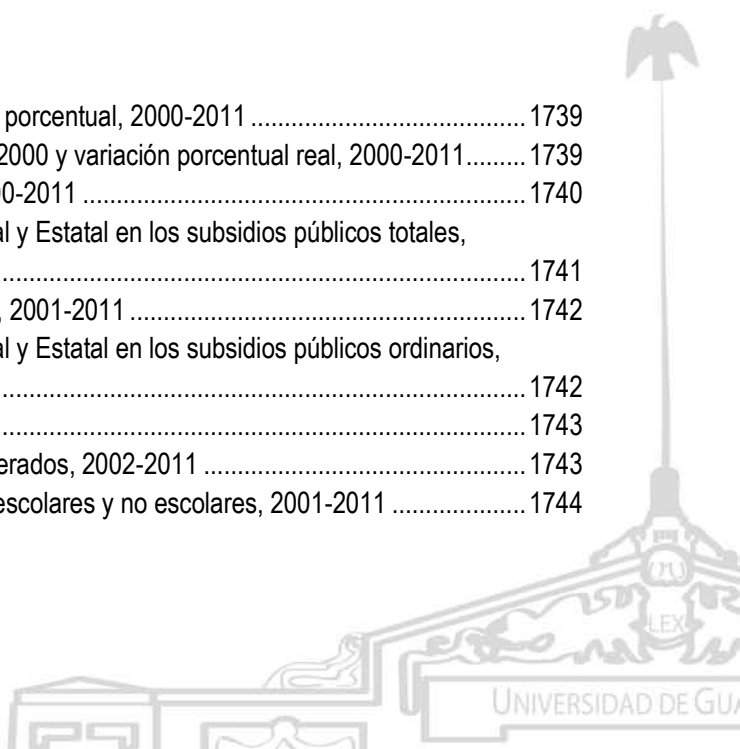 porcentual, 2000-2011 ......................................... 1739
2000 y variación porcentual real, 2000-2011......... 1739
00-2011 .................................................................. 1740
al y Estatal en los subsidios públicos totales,
.............................................................................. 1741
, 2001-2011 ........................................................... 1742
al y Estatal en los subsidios públicos ordinarios,
.............................................................................. 1742
.............................................................................. 1743
erados, 2002-2011 ................................................ 1743
escolares y no escolares, 2001-2011 .................... 1744
LEX
UNIVERSIDAD DE GUA